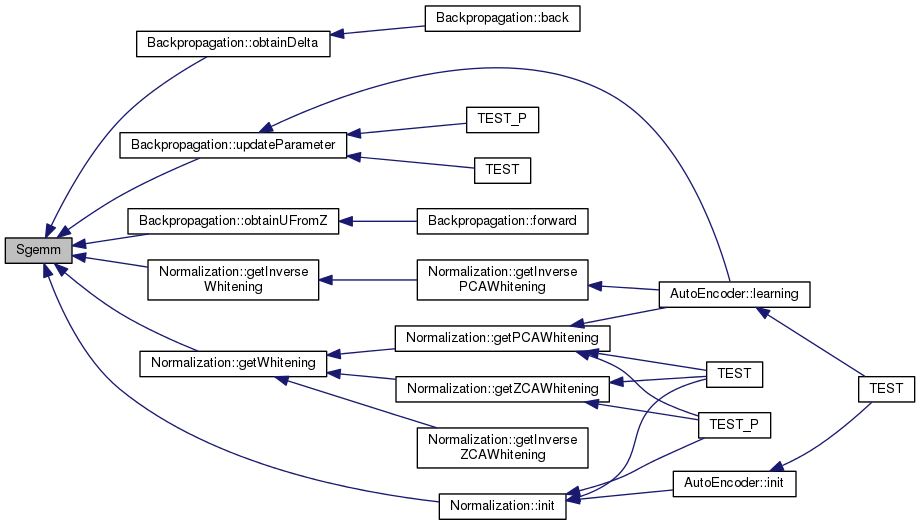 Backpropagation::back
Backpropagation::obtainDelta
TEST_P
Backpropagation::updateParameter
TEST
Backpropagation::obtainUFromZ
Backpropagation::forward
Sgemm
Normalization::getInverse
Whitening
Normalization::getInverse
PCAWhitening
AutoEncoder::learning
Normalization::getPCAWhitening
Normalization::getWhitening
TEST
Normalization::getZCAWhitening
TEST
TEST_P
Normalization::getInverse
ZCAWhitening
AutoEncoder::init
Normalization::init